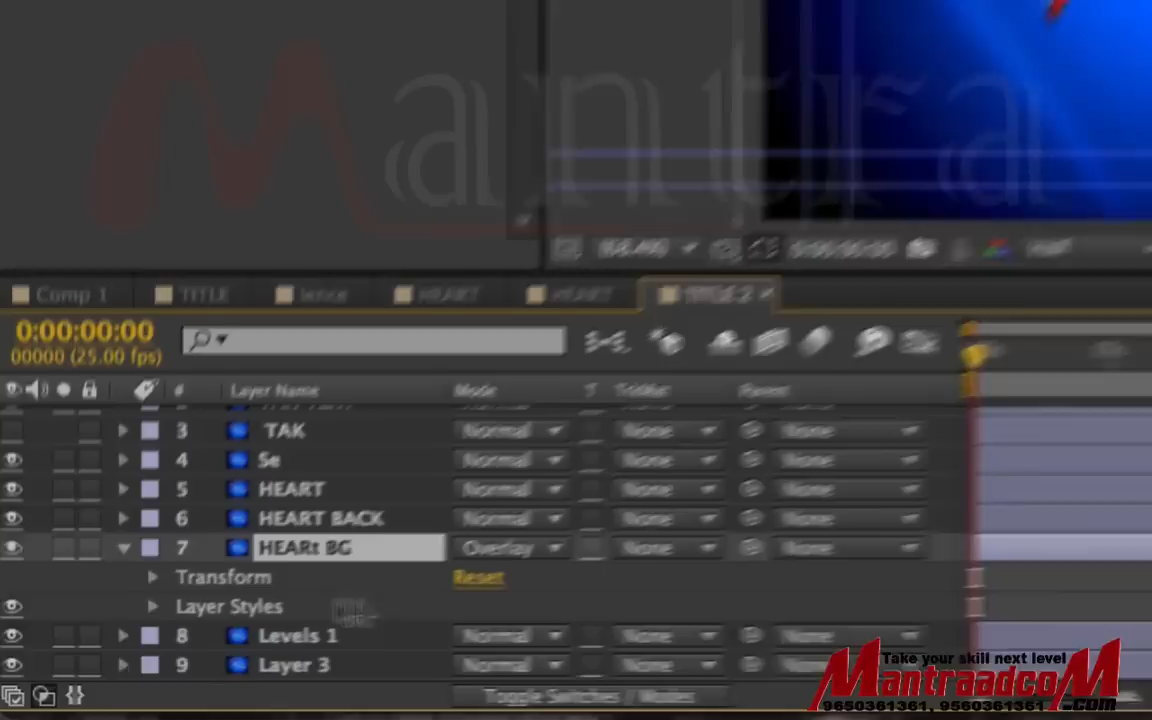 Mantra
Comp 1 TITLE HEART HEART TITLE 2
0:00:00:00
00000 (25.00 fps)
# Layer Name Mode T TrkMat Parent
3 TAK Normal None None
4 Se Normal None None
5 HEART Normal None None
6 HEART BACK Normal None None
7 HEARt BG Overlay None None
Transform Reset
Layer Styles
8 Levels 1 Normal None None
9 Layer 3 Normal None
Toggle Switches / Modes
Take your skill next level
MantraadcoM
.com
9650361361, 9560361361